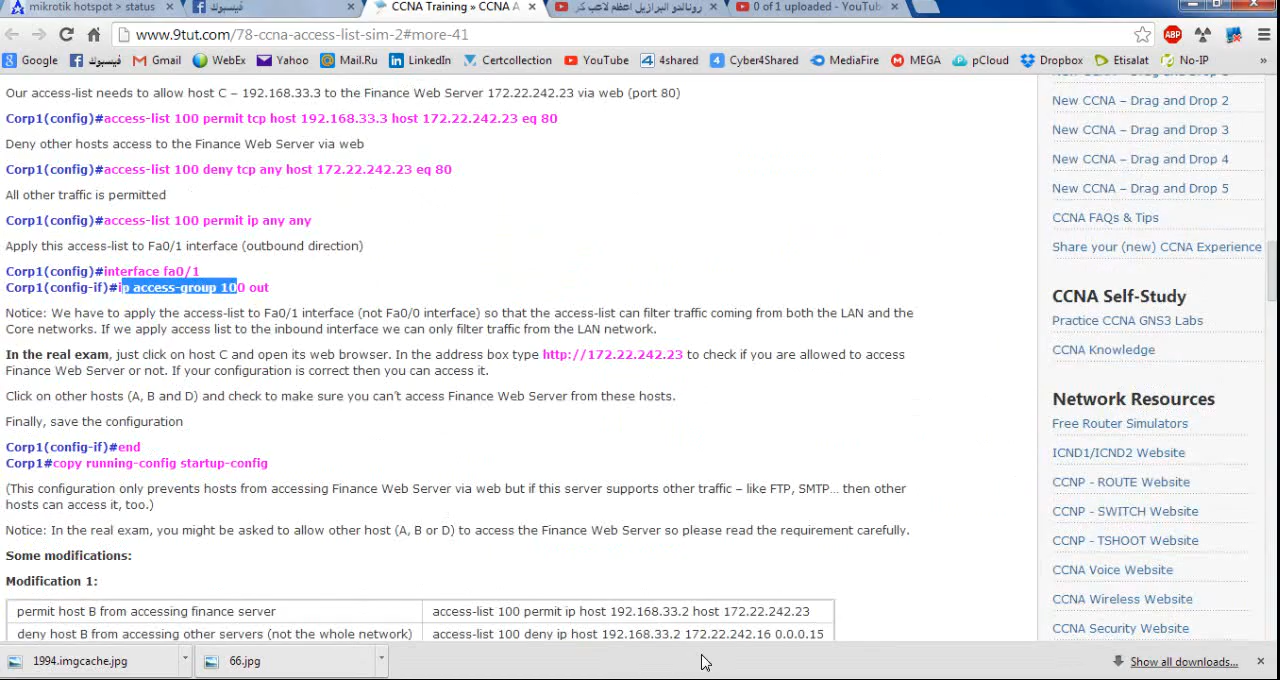 mikrotik hotspot > status
فيسبوك
CCNA Training » CCNA A
رونالدو البرازيل اعظم لاعب كر
0 of 1 uploaded - YouTube
www.9tut.com/78-ccna-access-list-sim-2#more-41
ABP
Google فيسبوك Gmail WebEx Yahoo Mail.Ru LinkedIn Certcollection YouTube 4shared Cyber4Shared MediaFire MEGA pCloud Dropbox Etisalat No-IP »
Our access-list needs to allow host C – 192.168.33.3 to the Finance Web Server 172.22.242.23 via web (port 80)
Corp1(config)#access-list 100 permit tcp host 192.168.33.3 host 172.22.242.23 eq 80
Deny other hosts access to the Finance Web Server via web
Corp1(config)#access-list 100 deny tcp any host 172.22.242.23 eq 80
All other traffic is permitted
Corp1(config)#access-list 100 permit ip any any
Apply this access-list to Fa0/1 interface (outbound direction)
Corp1(config)#interface fa0/1
Corp1(config-if)#ip access-group 100 out
Notice: We have to apply the access-list to Fa0/1 interface (not Fa0/0 interface) so that the access-list can filter traffic coming from both the LAN and the
Core networks. If we apply access list to the inbound interface we can only filter traffic from the LAN network.
In the real exam, just click on host C and open its web browser. In the address box type http://172.22.242.23 to check if you are allowed to access
Finance Web Server or not. If your configuration is correct then you can access it.
Click on other hosts (A, B and D) and check to make sure you can't access Finance Web Server from these hosts.
Finally, save the configuration
Corp1(config-if)#end
Corp1#copy running-config startup-config
(This configuration only prevents hosts from accessing Finance Web Server via web but if this server supports other traffic – like FTP, SMTP… then other
hosts can access it, too.)
Notice: In the real exam, you might be asked to allow other host (A, B or D) to access the Finance Web Server so please read the requirement carefully.
Some modifications:
Modification 1:
permit host B from accessing finance server access-list 100 permit ip host 192.168.33.2 host 172.22.242.23
deny host B from accessing other servers (not the whole network) access-list 100 deny ip host 192.168.33.2 172.22.242.16 0.0.0.15
New CCNA – Drag and Drop 2
New CCNA – Drag and Drop 3
New CCNA – Drag and Drop 4
New CCNA – Drag and Drop 5
CCNA FAQs & Tips
Share your (new) CCNA Experience
CCNA Self-Study
Practice CCNA GNS3 Labs
CCNA Knowledge
Network Resources
Free Router Simulators
ICND1/ICND2 Website
CCNP - ROUTE Website
CCNP - SWITCH Website
CCNP - TSHOOT Website
CCNA Voice Website
CCNA Wireless Website
CCNA Security Website
1994.imgcache.jpg
66.jpg
Show all downloads...